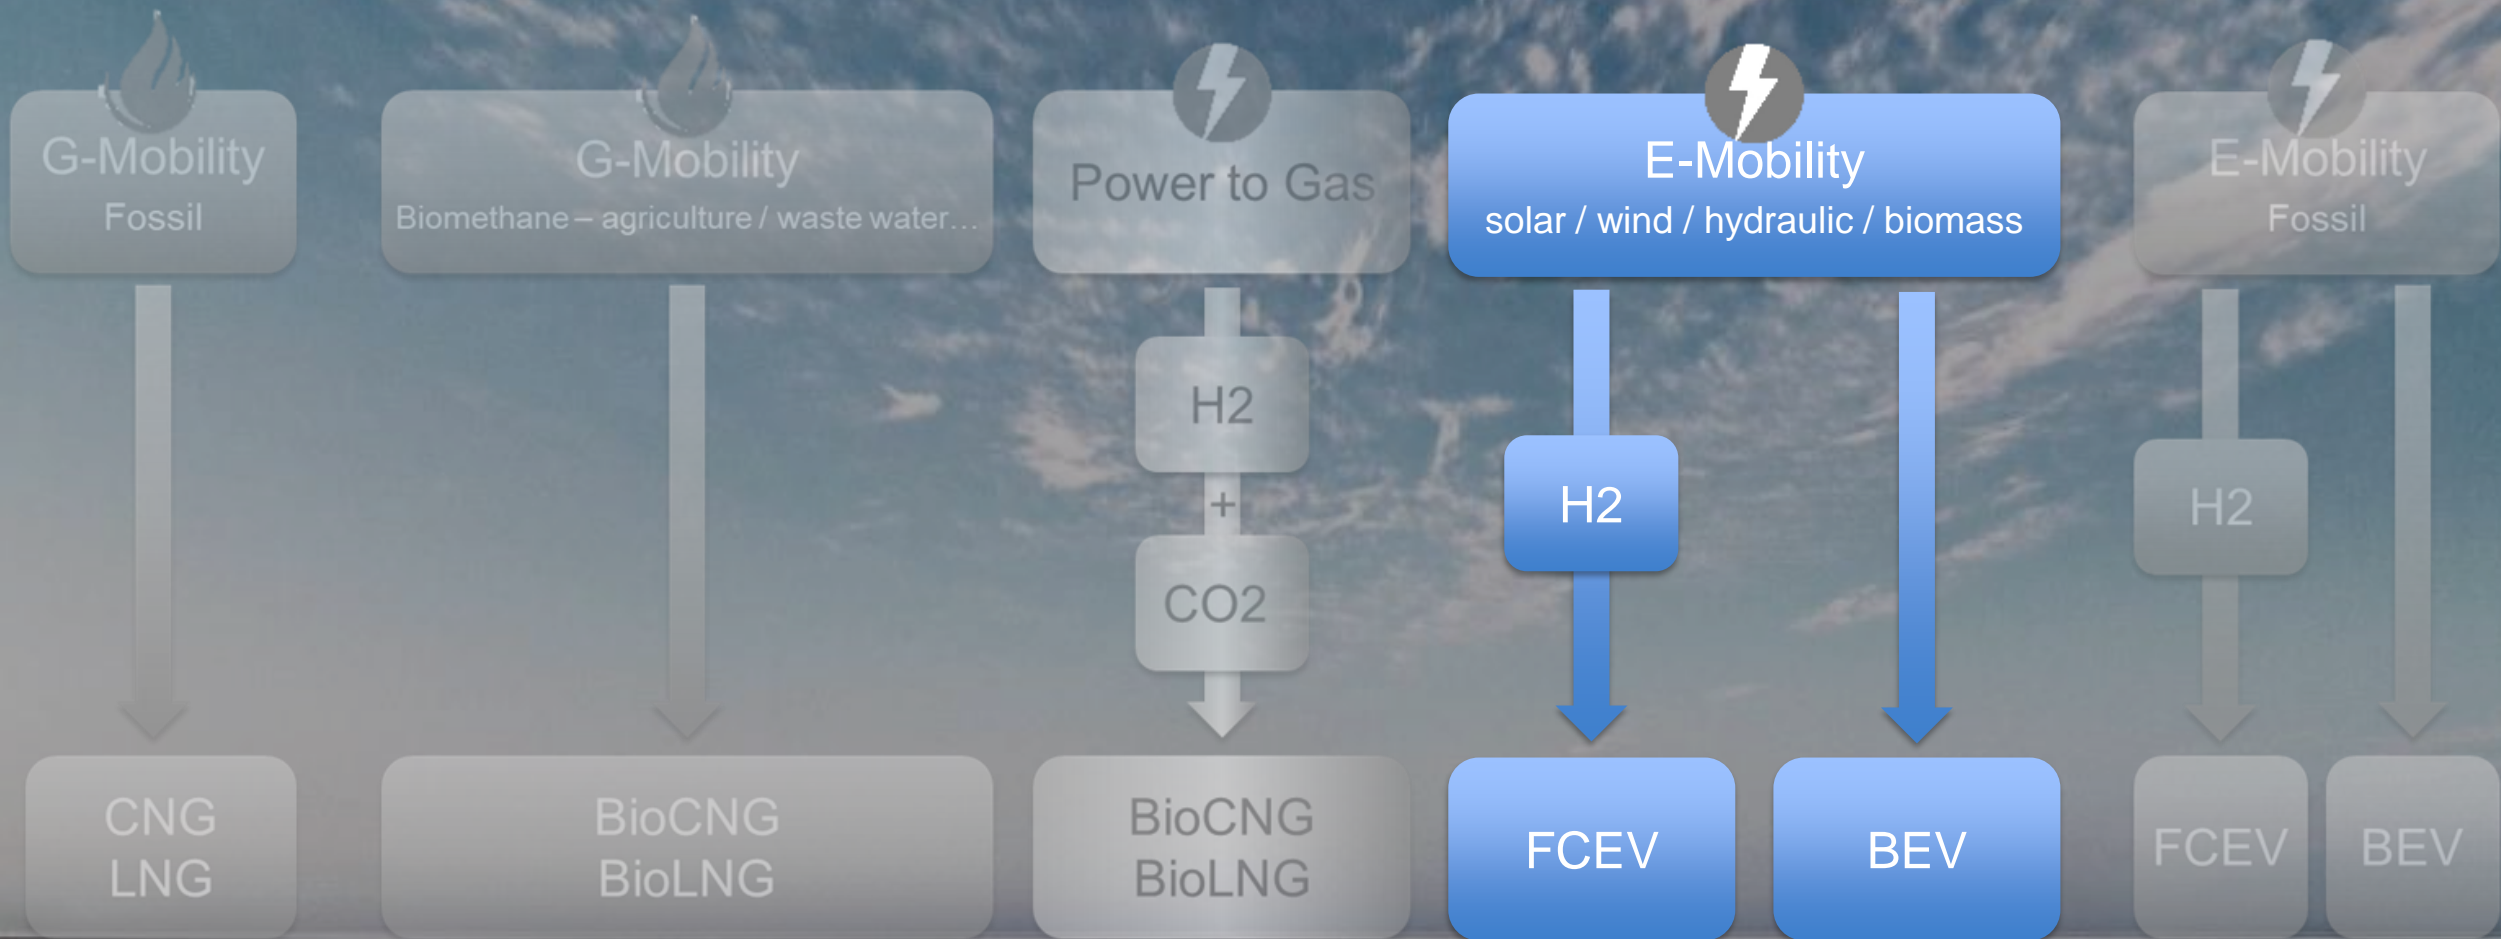 G-Mobility
Fossil
G-Mobility
Biomethane – agriculture / waste water…
Power to Gas
E-Mobility
solar / wind / hydraulic / biomass
E-Mobility
Fossil
H2
+
CO2
H2
H2
CNG
LNG
BioCNG
BioLNG
BioCNG
BioLNG
FCEV
BEV
FCEV
BEV